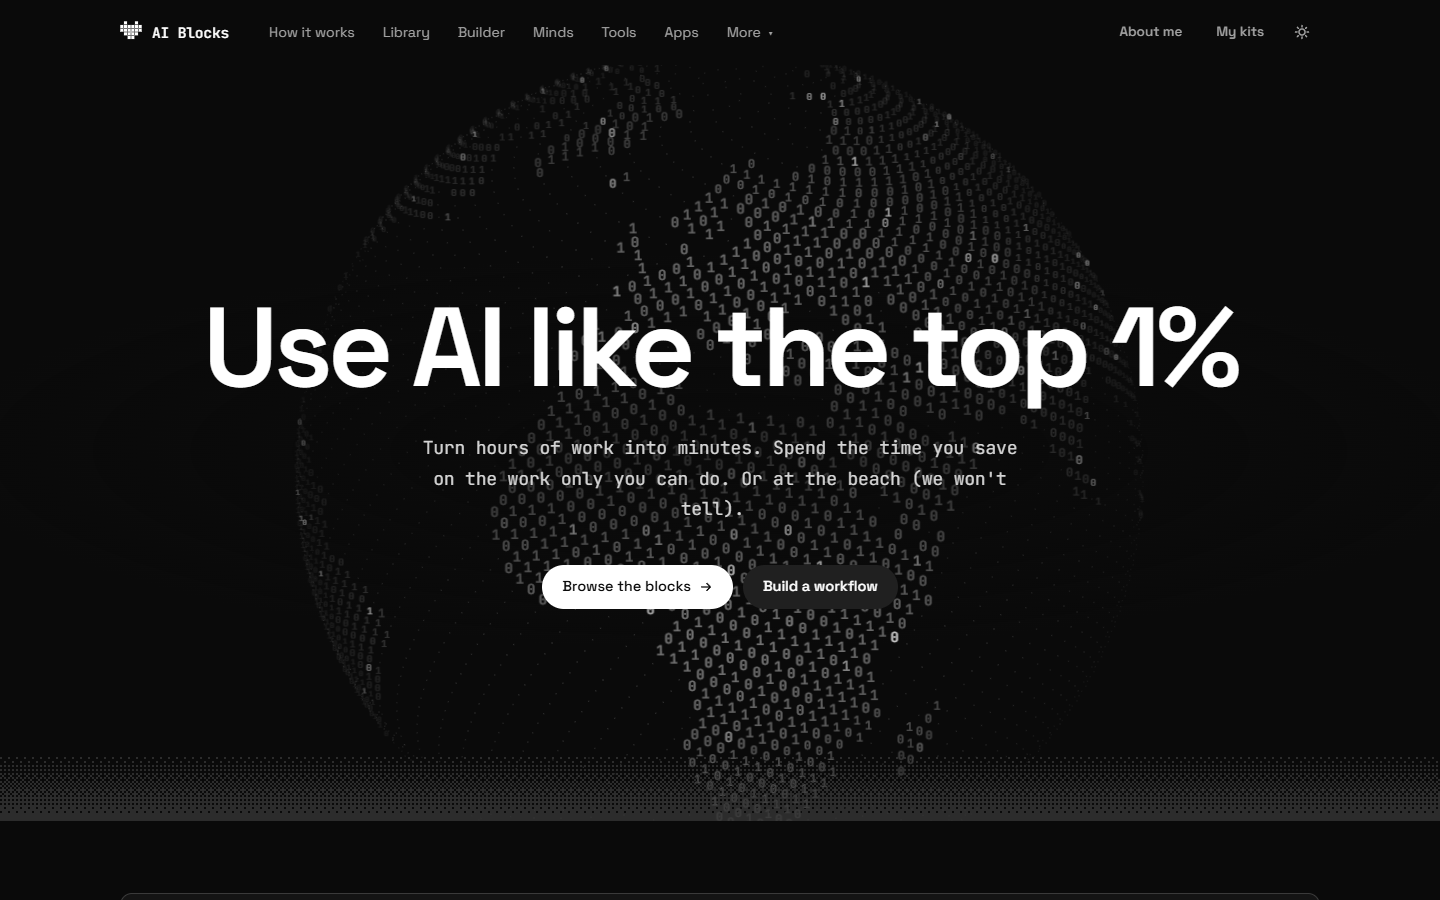 AI Blocks
How it works
Library
Builder
Minds
Tools
Apps
More
About me
My kits
Use AI like the top 1%
Turn hours of work into minutes. Spend the time you save
on the work only you can do. Or at the beach (we won't
tell).
Browse the blocks →
Build a workflow